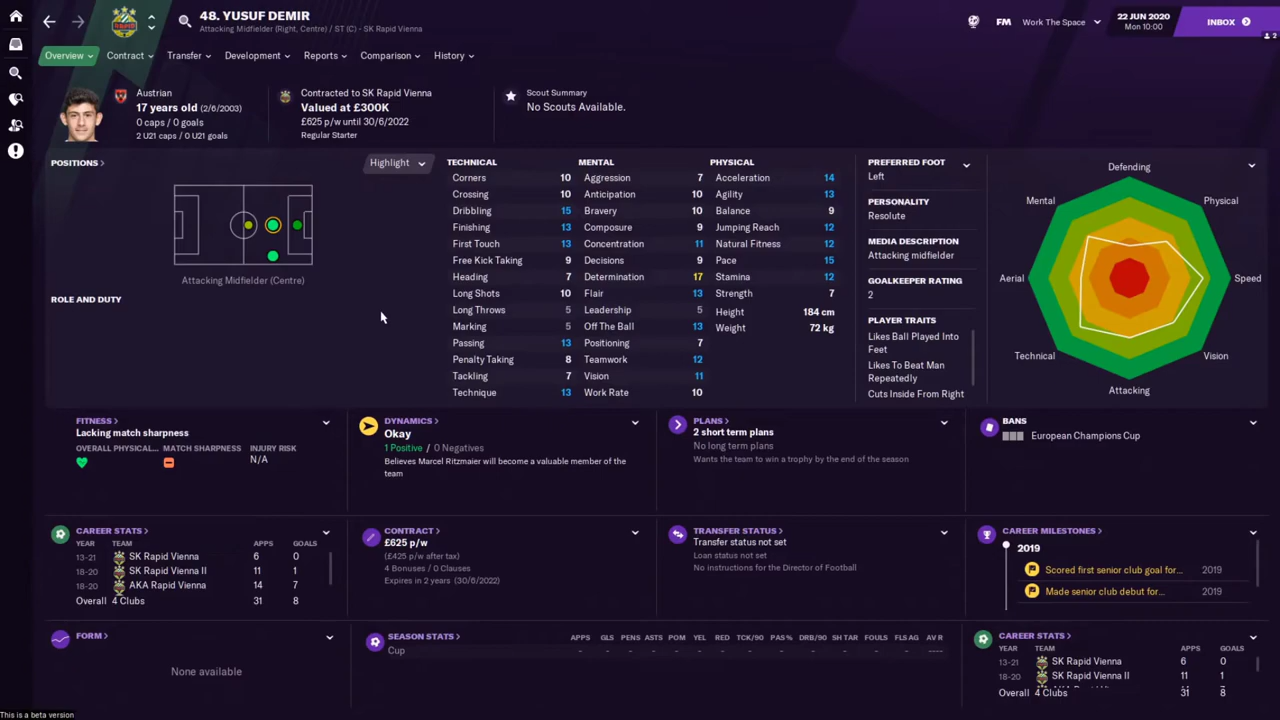 48. YUSUF DEMIR
Attacking Midfielder (Right, Centre) / ST (C) - SK Rapid Vienna
FM
Work The Space
22 JUN 2020
Mon 10:00
INBOX
2
Overview
Contract
Transfer
Development
Reports
Comparison
History
Austrian
17 years old (2/6/2003)
0 caps / 0 goals
2 U21 caps / 0 U21 goals
Contracted to SK Rapid Vienna
Valued at £300K
£625 p/w until 30/6/2022
Regular Starter
Scout Summary
No Scouts Available.
POSITIONS
Highlight
Attacking Midfielder (Centre)
ROLE AND DUTY
TECHNICAL
Corners 10
Crossing 10
Dribbling 15
Finishing 13
First Touch 13
Free Kick Taking 9
Heading 7
Long Shots 10
Long Throws 5
Marking 5
Passing 13
Penalty Taking 8
Tackling 7
Technique 13
MENTAL
Aggression 7
Anticipation 10
Bravery 10
Composure 9
Concentration 11
Decisions 9
Determination 17
Flair 13
Leadership 5
Off The Ball 13
Positioning 7
Teamwork 12
Vision 11
Work Rate 10
PHYSICAL
Acceleration 14
Agility 13
Balance 9
Jumping Reach 12
Natural Fitness 12
Pace 15
Stamina 12
Strength 7
Height 184 cm
Weight 72 kg
PREFERRED FOOT
Left
PERSONALITY
Resolute
MEDIA DESCRIPTION
Attacking midfielder
GOALKEEPER RATING
2
PLAYER TRAITS
Likes Ball Played Into
Feet
Likes To Beat Man
Repeatedly
Cuts Inside From Right
Defending
Mental
Physical
Aerial
Speed
Technical
Vision
Attacking
FITNESS
Lacking match sharpness
OVERALL PHYSICAL... MATCH SHARPNESS INJURY RISK
N/A
DYNAMICS
Okay
1 Positive / 0 Negatives
Believes Marcel Ritzmaier will become a valuable member of the
team
PLANS
2 short term plans
No long term plans
Wants the team to win a trophy by the end of the season
BANS
European Champions Cup
CAREER STATS
YEAR TEAM APPS GOALS
13-21 SK Rapid Vienna 6 0
18-20 SK Rapid Vienna II 11 1
18-20 AKA Rapid Vienna 14 7
Overall 4 Clubs 31 8
CONTRACT
£625 p/w
(£425 p/w after tax)
4 Bonuses / 0 Clauses
Expires in 2 years (30/6/2022)
TRANSFER STATUS
Transfer status not set
Loan status not set
No instructions for the Director of Football
CAREER MILESTONES
2019
Scored first senior club goal for... 2019
Made senior club debut for... 2019
FORM
None available
SEASON STATS APPS GLS PENS ASTS POM YEL RED TCK/90 PAS % DRB/90 SH TAR FOULS FLS AG AV R
Cup - - - - - - - - - - - - - ----
CAREER STATS
YEAR TEAM APPS GOALS
13-21 SK Rapid Vienna 6 0
18-20 SK Rapid Vienna II 11 1
Overall 4 Clubs 31 8
This is a beta version